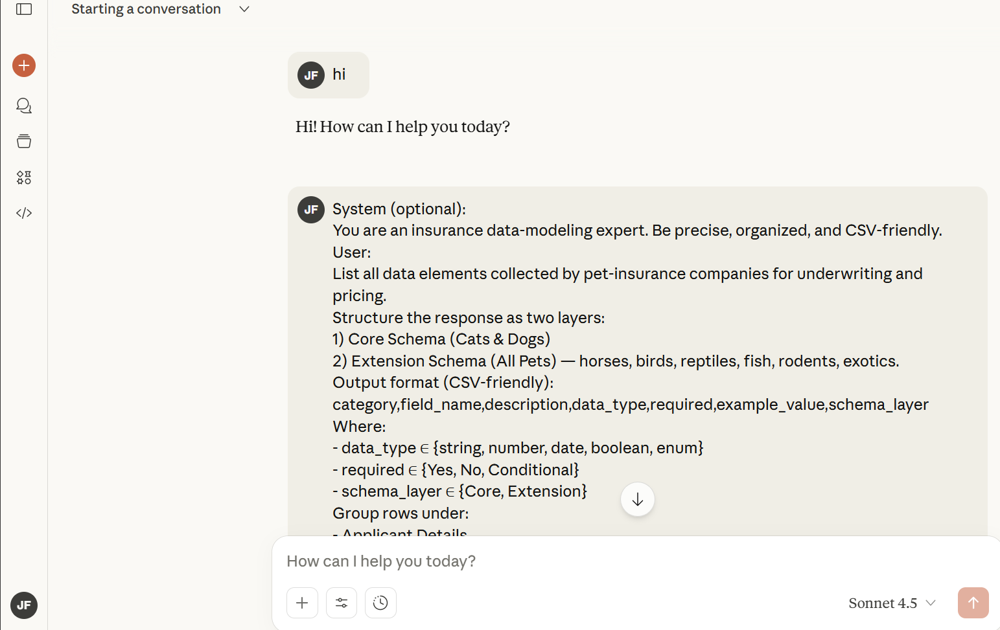 Starting a conversation
JF hi
Hi! How can I help you today?
JF System (optional):
You are an insurance data-modeling expert. Be precise, organized, and CSV-friendly.
User:
List all data elements collected by pet-insurance companies for underwriting and
pricing.
Structure the response as two layers:
1) Core Schema (Cats & Dogs)
2) Extension Schema (All Pets) — horses, birds, reptiles, fish, rodents, exotics.
Output format (CSV-friendly):
category,field_name,description,data_type,required,example_value,schema_layer
Where:
- data_type ∈ {string, number, date, boolean, enum}
- required ∈ {Yes, No, Conditional}
- schema_layer ∈ {Core, Extension}
Group rows under:
- Applicant Details
How can I help you today?
Sonnet 4.5
JF